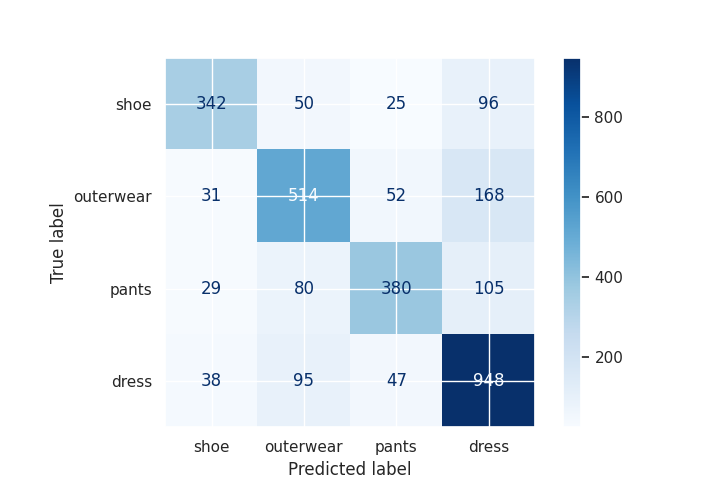 shoe 342 50 25 96
outerwear 31 514 52 168
pants 29 80 380 105
dress 38 95 47 948
shoe outerwear pants dress
Predicted label
True label
800
600
400
200